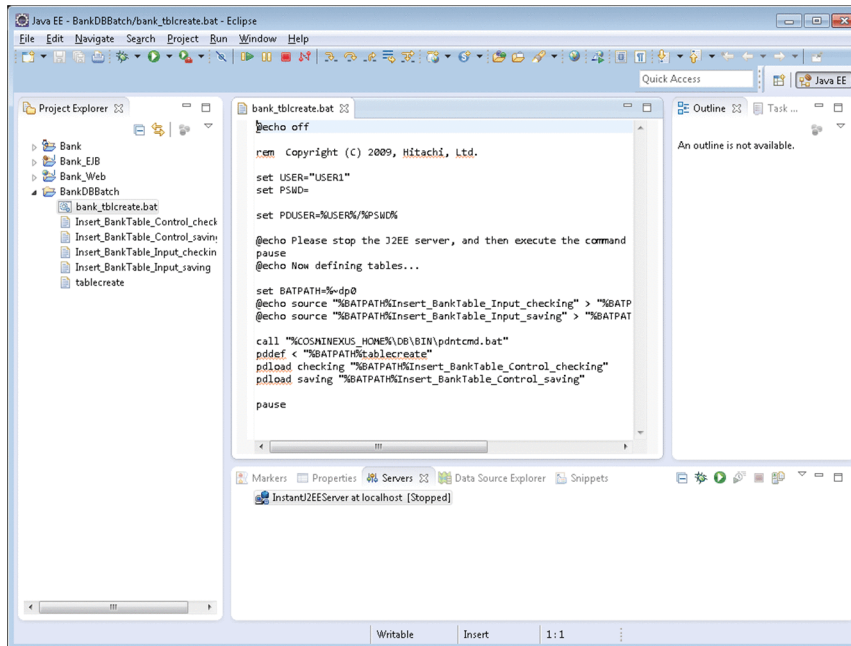 Java EE - BankDBBatch/bank_tblcreate.bat - Eclipse
File Edit Navigate Search Project Run Window Help
Quick Access
Java EE
Project Explorer
Bank
Bank_EJB
Bank_Web
BankDBBatch
bank_tblcreate.bat
Insert_BankTable_Control_check
Insert_BankTable_Control_saving
Insert_BankTable_Input_checkin
Insert_BankTable_Input_saving
tablecreate
bank_tblcreate.bat
@echo off
rem Copyright (C) 2009, Hitachi, Ltd.
set USER="USER1"
set PSWD=
set PDUSER=%USER%/%PSWD%
@echo Please stop the J2EE server, and then execute the command
pause
@echo Now defining tables...
set BATPATH=%~dp0
@echo source "%BATPATH%Insert_BankTable_Input_checking" > "%BATP
@echo source "%BATPATH%Insert_BankTable_Input_saving" > "%BATPAT
call "%COSMINEXUS_HOME%\DB\BIN\pdntcmd.bat"
pddef < "%BATPATH%tablecreate"
pdload checking "%BATPATH%Insert_BankTable_Control_checking"
pdload saving "%BATPATH%Insert_BankTable_Control_saving"
pause
Outline Task ...
An outline is not available.
Markers Properties Servers Data Source Explorer Snippets
InstantJ2EEServer at localhost [Stopped]
Writable Insert 1:1